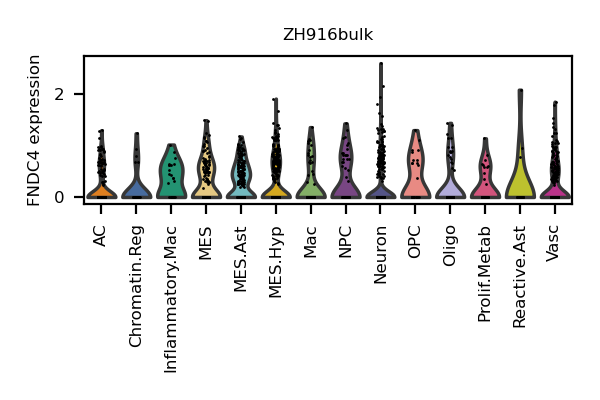 ZH916bulk
FNDC4 expression
2
0
AC
Chromatin.Reg
Inflammatory.Mac
MES
MES.Ast
MES.Hyp
Mac
NPC
Neuron
OPC
Oligo
Prolif.Metab
Reactive.Ast
Vasc